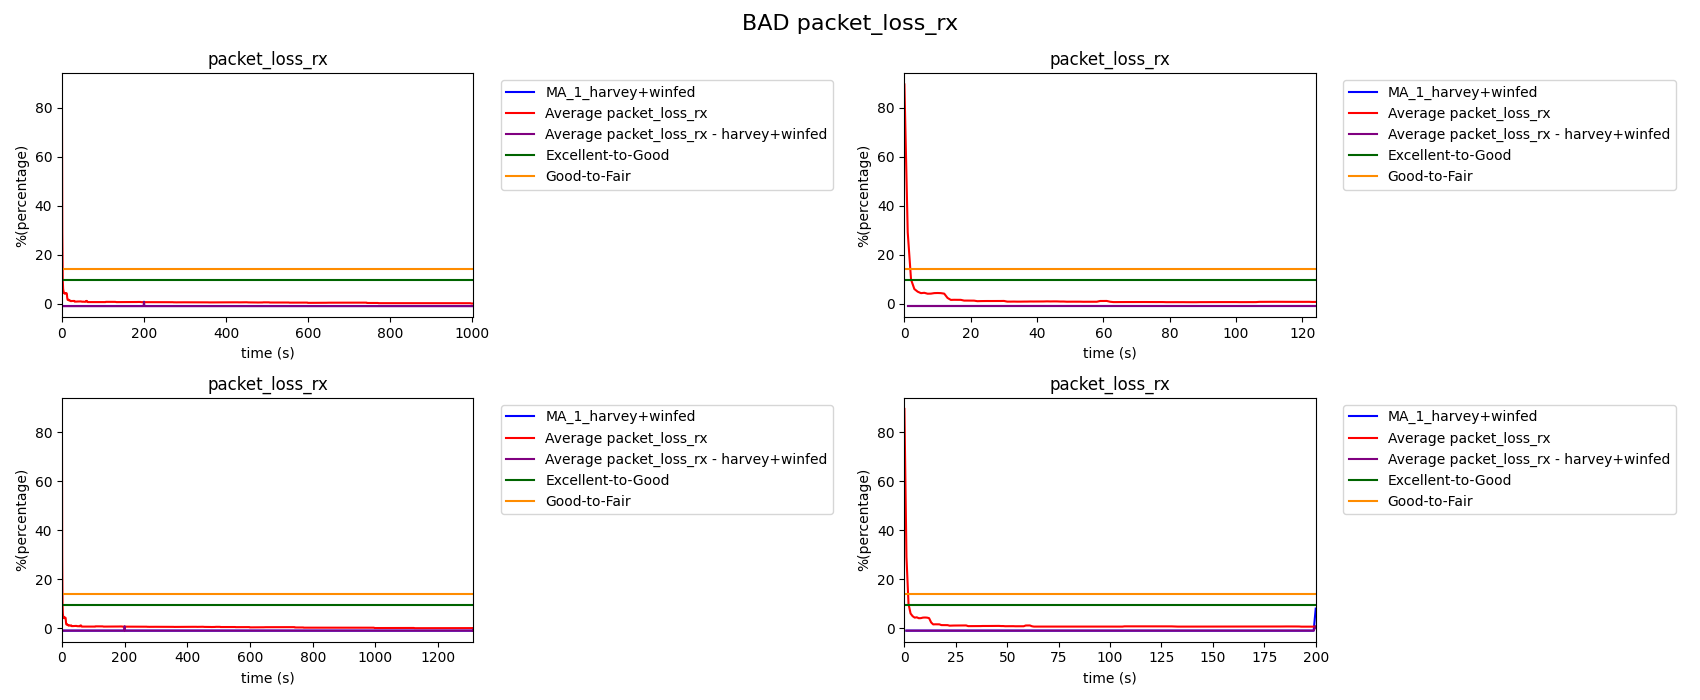 BAD packet_loss_rx
packet_loss_rx
%(percentage)
80
60
40
20
0
0 200 400 600 800 1000
time (s)
MA_1_harvey+winfed
Average packet_loss_rx
Average packet_loss_rx - harvey+winfed
Excellent-to-Good
Good-to-Fair
packet_loss_rx
%(percentage)
80
60
40
20
0
0 20 40 60 80 100 120
time (s)
MA_1_harvey+winfed
Average packet_loss_rx
Average packet_loss_rx - harvey+winfed
Excellent-to-Good
Good-to-Fair
packet_loss_rx
%(percentage)
80
60
40
20
0
0 200 400 600 800 1000 1200
time (s)
MA_1_harvey+winfed
Average packet_loss_rx
Average packet_loss_rx - harvey+winfed
Excellent-to-Good
Good-to-Fair
packet_loss_rx
%(percentage)
80
60
40
20
0
0 25 50 75 100 125 150 175 200
time (s)
MA_1_harvey+winfed
Average packet_loss_rx
Average packet_loss_rx - harvey+winfed
Excellent-to-Good
Good-to-Fair